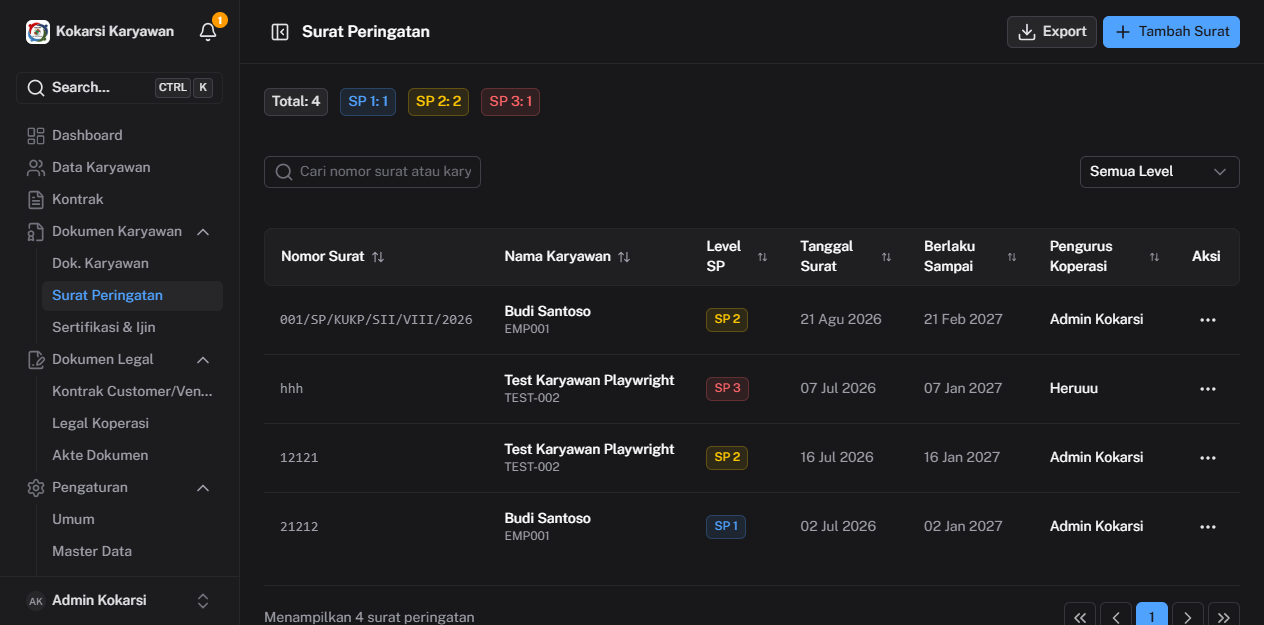 Kokarsi Karyawan
1
Search...
CTRL K
Dashboard
Data Karyawan
Kontrak
Dokumen Karyawan
Dok. Karyawan
Surat Peringatan
Sertifikasi & Ijin
Dokumen Legal
Kontrak Customer/Ven...
Legal Koperasi
Akte Dokumen
Pengaturan
Umum
Master Data
AK Admin Kokarsi
Surat Peringatan
Export
Tambah Surat
Total: 4
SP 1: 1
SP 2: 2
SP 3: 1
Cari nomor surat atau kary
Semua Level
Nomor Surat
Nama Karyawan
Level SP
Tanggal Surat
Berlaku Sampai
Pengurus Koperasi
Aksi
001/SP/KUKP/SII/VIII/2026
Budi Santoso
EMP001
SP 2
21 Agu 2026
21 Feb 2027
Admin Kokarsi
hhh
Test Karyawan Playwright
TEST-002
SP 3
07 Jul 2026
07 Jan 2027
Heruuu
12121
Test Karyawan Playwright
TEST-002
SP 2
16 Jul 2026
16 Jan 2027
Admin Kokarsi
21212
Budi Santoso
EMP001
SP 1
02 Jul 2026
02 Jan 2027
Admin Kokarsi
Menampilkan 4 surat peringatan
1